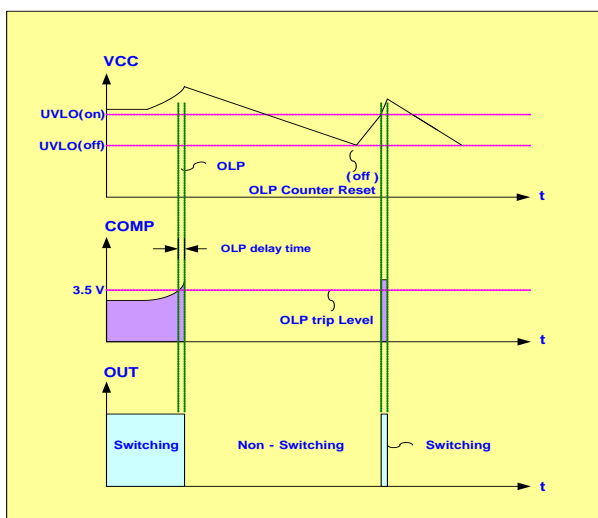 VCC
UVLO(on)
UVLO(off)
OLP
(off)
OLP Counter Reset
t
COMP
OLP delay time
3.5 V
OLP trip Level
t
OUT
Switching
Non - Switching
Switching
t